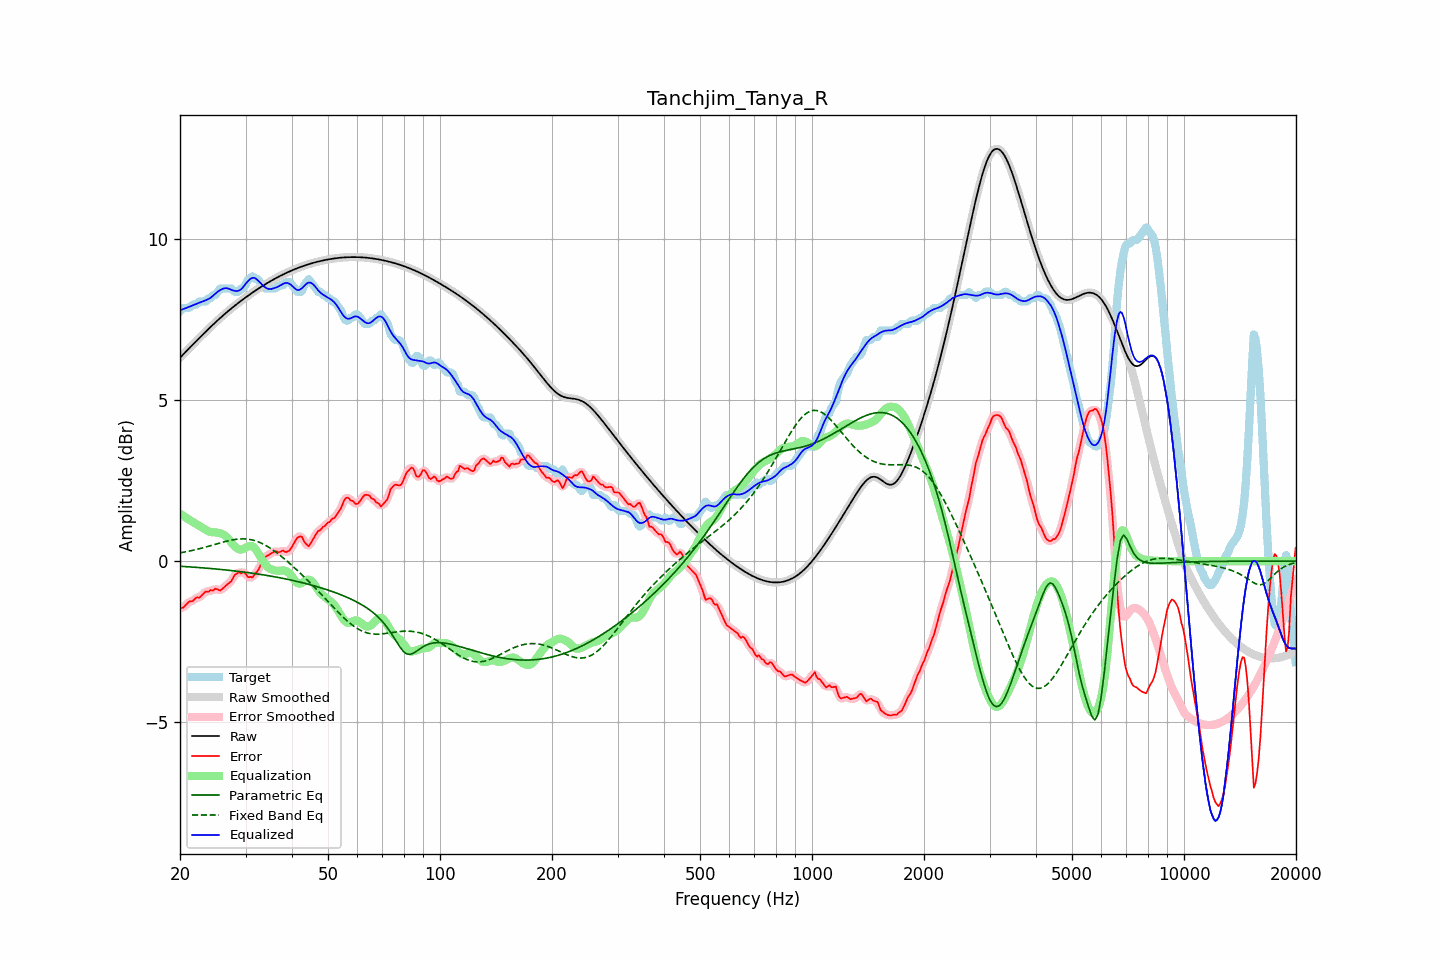 Tanchjim_Tanya_R
Amplitude (dBr)
10
5
0
−5
Target
Raw Smoothed
Error Smoothed
Raw
Error
Equalization
Parametric Eq
Fixed Band Eq
Equalized
20 50 100 200 500 1000 2000 5000 10000 20000
Frequency (Hz)